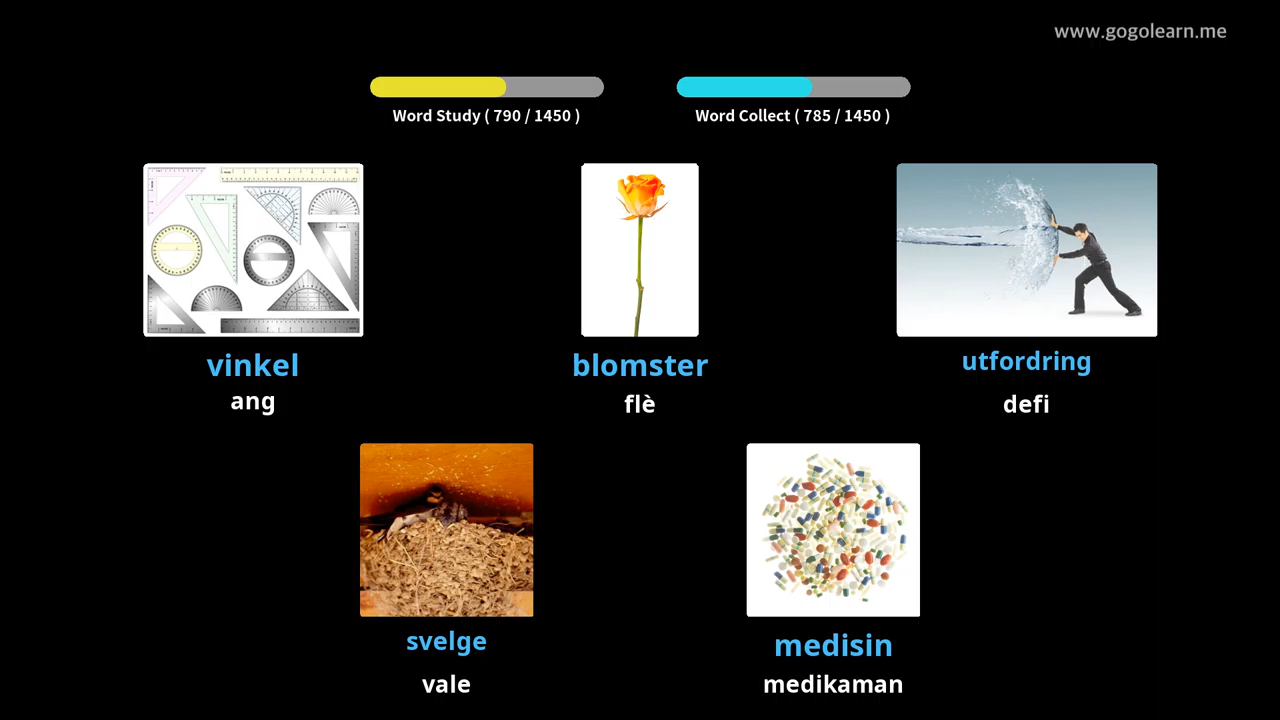 www.gogolearn.me
Word Study ( 790 / 1450 )
Word Collect ( 785 / 1450 )
vinkel
ang
blomster
flè
utfordring
defi
svelge
vale
medisin
medikaman